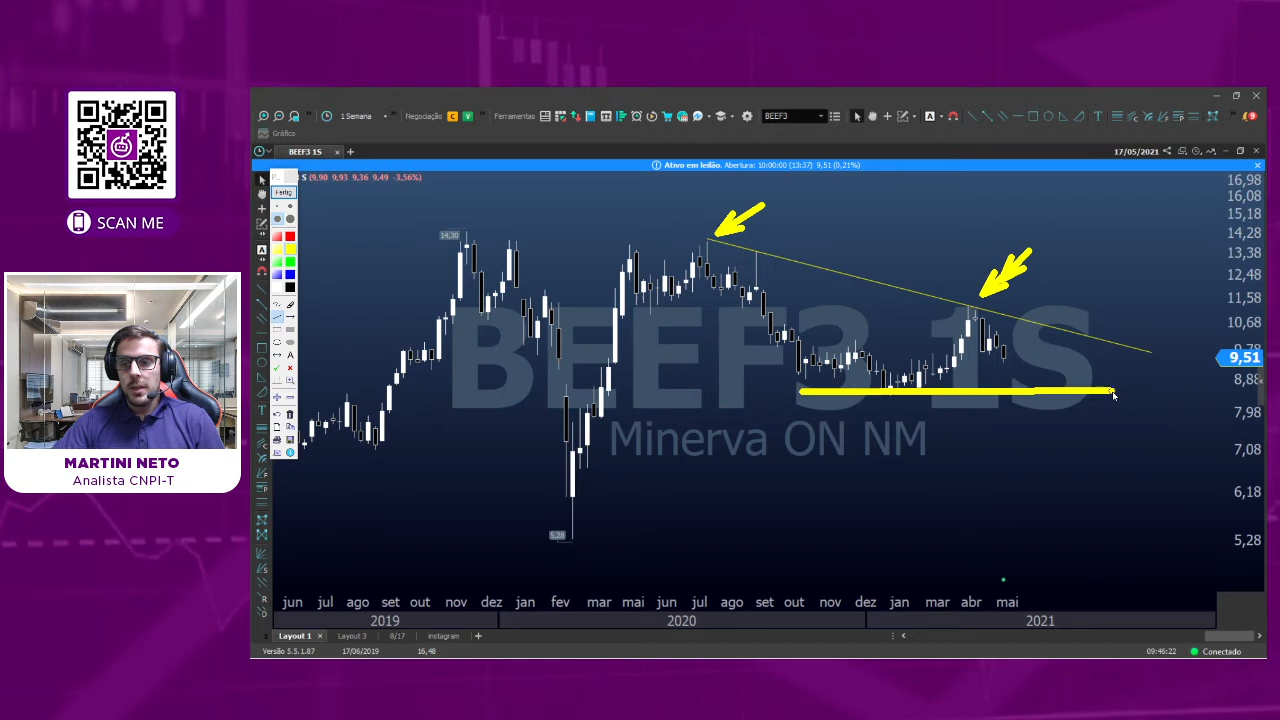 SCAN ME
MARTINI NETO
Analista CNPI-T
1 Semana
Negociação
C
V
Ferramentas
BEEF3
Gráfico
BEEF3 1S
17/05/2021
Ativo em leilão. Abertura: 10:00:00 (13:37) 9,51 (0,21%)
S (9,90 9,93 9,36 9,49 -3,56%)
Fertig
14,30
5,28
BEEF3 1S
Minerva ON NM
16,98
16,08
15,18
14,28
13,38
12,48
11,58
10,68
9,78
9,51
8,88
7,98
7,08
6,18
5,28
jun jul ago set out nov dez jan fev mar mai jun jul ago set out nov dez jan mar abr mai
2019 2020 2021
Layout 1 Layout 3 8/17 instagram
Versão 5.5.1.87 17/06/2019 16,48 09:46:22 Conectado